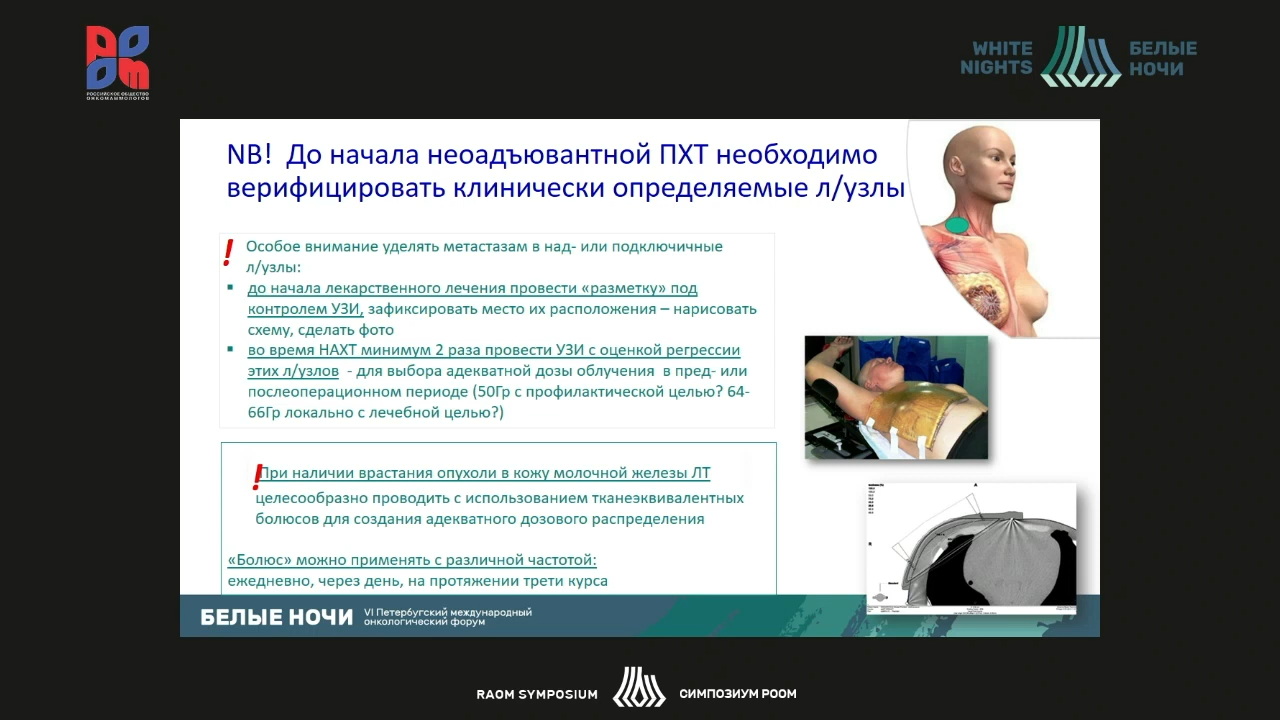 РОССИЙСКОЕ ОБЩЕСТВО
ОНКОМАММОЛОГОВ
WHITE
NIGHTS
БЕЛЫЕ
НОЧИ
NB!  До начала неоадъювантной ПХТ необходимо
верифицировать клинически определяемые л/узлы
! Особое внимание уделять метастазам в над- или подключичные
л/узлы:
▪ до начала лекарственного лечения провести «разметку» под
контролем УЗИ, зафиксировать место их расположения – нарисовать
схему, сделать фото
▪ во время НАХТ минимум 2 раза провести УЗИ с оценкой регрессии
этих л/узлов - для выбора адекватной дозы облучения в пред- или
послеоперационном периоде (50Гр с профилактической целью? 64-
66Гр локально с лечебной целью?)
! При наличии врастания опухоли в кожу молочной железы ЛТ
целесообразно проводить с использованием тканеэквивалентных
болюсов для создания адекватного дозового распределения
«Болюс» можно применять с различной частотой:
ежедневно, через день, на протяжении трети курса
БЕЛЫЕ НОЧИ
VI Петербугский международный
онкологический форум
RAOM SYMPOSIUM
СИМПОЗИУМ РООМ